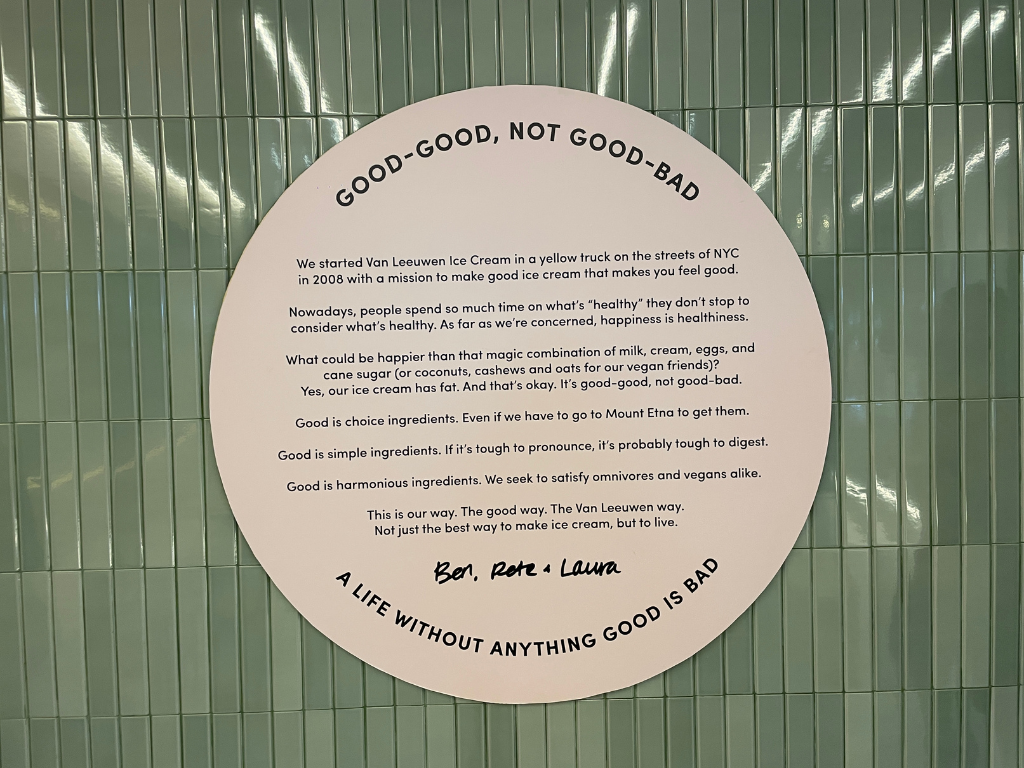 GOOD-GOOD, NOT GOOD-BAD
We started Van Leeuwen Ice Cream in a yellow truck on the streets of NYC
in 2008 with a mission to make good ice cream that makes you feel good.
Nowadays, people spend so much time on what's “healthy” they don't stop to
consider what's healthy. As far as we're concerned, happiness is healthiness.
What could be happier than that magic combination of milk, cream, eggs, and
cane sugar (or coconuts, cashews and oats for our vegan friends)?
Yes, our ice cream has fat. And that's okay. It's good-good, not good-bad.
Good is choice ingredients. Even if we have to go to Mount Etna to get them.
Good is simple ingredients. If it's tough to pronounce, it's probably tough to digest.
Good is harmonious ingredients. We seek to satisfy omnivores and vegans alike.
This is our way. The good way. The Van Leeuwen way.
Not just the best way to make ice cream, but to live.
Ben, Pete + Laura
A LIFE WITHOUT ANYTHING GOOD IS BAD